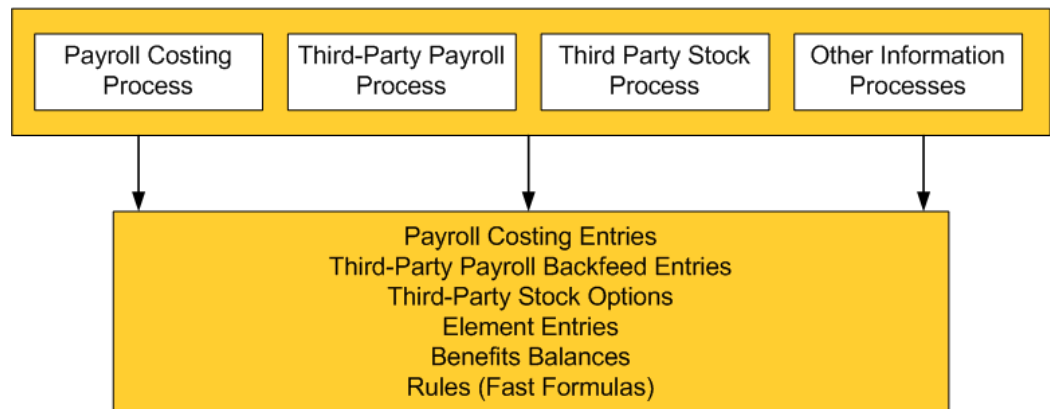 Payroll Costing
Process
Third-Party Payroll
Process
Third Party Stock
Process
Other Information
Processes
Payroll Costing Entries
Third-Party Payroll Backfeed Entries
Third-Party Stock Options
Element Entries
Benefits Balances
Rules (Fast Formulas)